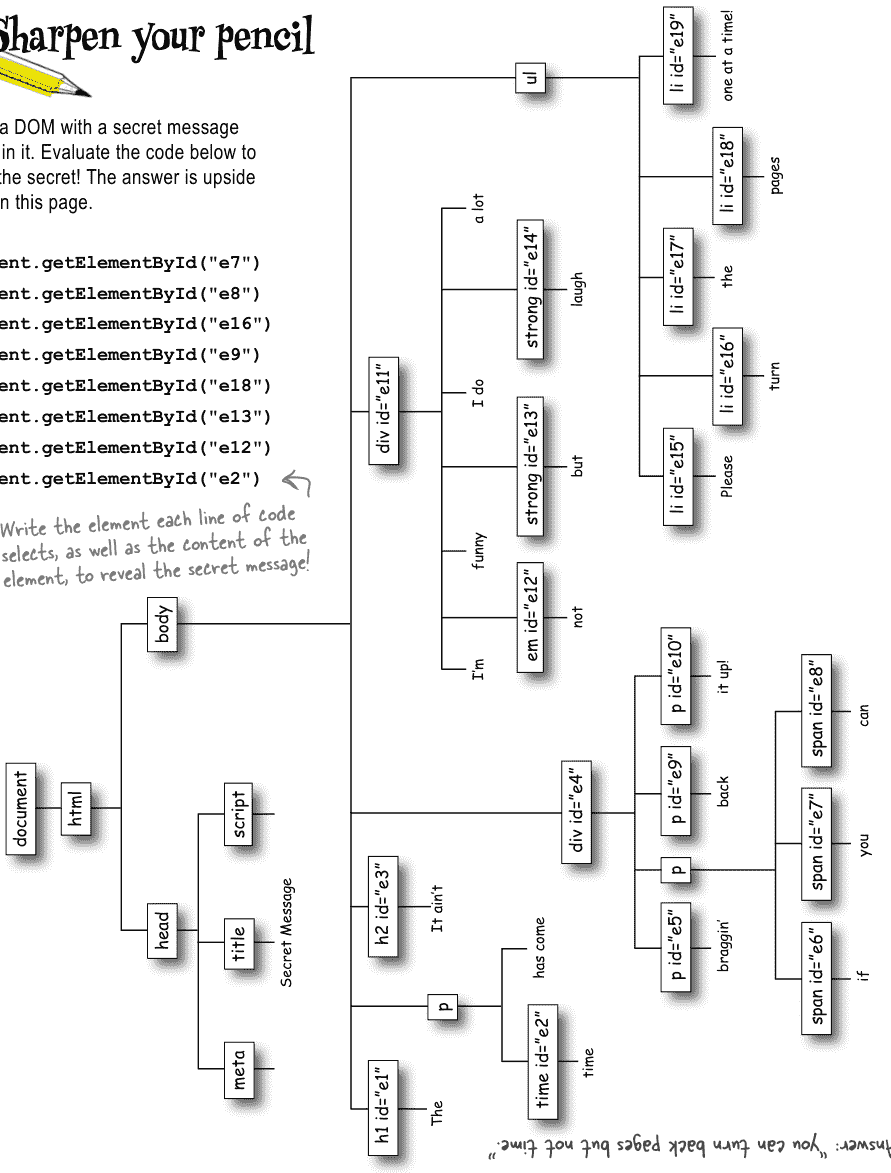 Sharpen your pencil
a DOM with a secret message
in it. Evaluate the code below to
the secret! The answer is upside
n this page.
ent.getElementById("e7")
ent.getElementById("e8")
ent.getElementById("e16")
ent.getElementById("e9")
ent.getElementById("e18")
ent.getElementById("e13")
ent.getElementById("e12")
ent.getElementById("e2")
Write the element each line of code
selects, as well as the content of the
element, to reveal the secret message!
document
html
head
body
meta
title
Secret Message
script
h1 id="e1"
The
p
time id="e2"
time
has come
h2 id="e3"
It ain't
div id="e4"
p id="e5"
braggin'
p
span id="e6"
if
span id="e7"
you
span id="e8"
can
p id="e9"
back
p id="e10"
it up!
div id="e11"
I'm
em id="e12"
not
funny
strong id="e13"
but
I do
strong id="e14"
laugh
a lot
ul
li id="e15"
Please
li id="e16"
turn
li id="e17"
the
li id="e18"
pages
li id="e19"
one at a time!
nswer: "you can turn back pages but not time."